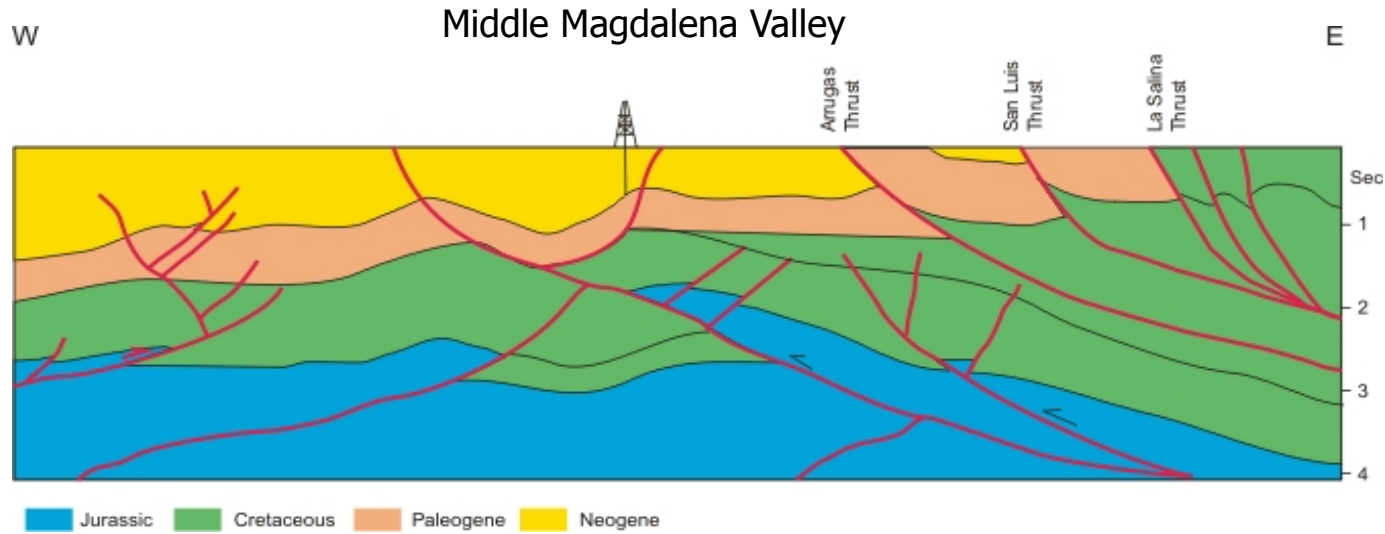 Middle Magdalena Valley
W
E
Arrugas
Thrust
San Luis
Thrust
La Salina
Thrust
Sec
1
2
3
4
Jurassic
Cretaceous
Paleogene
Neogene